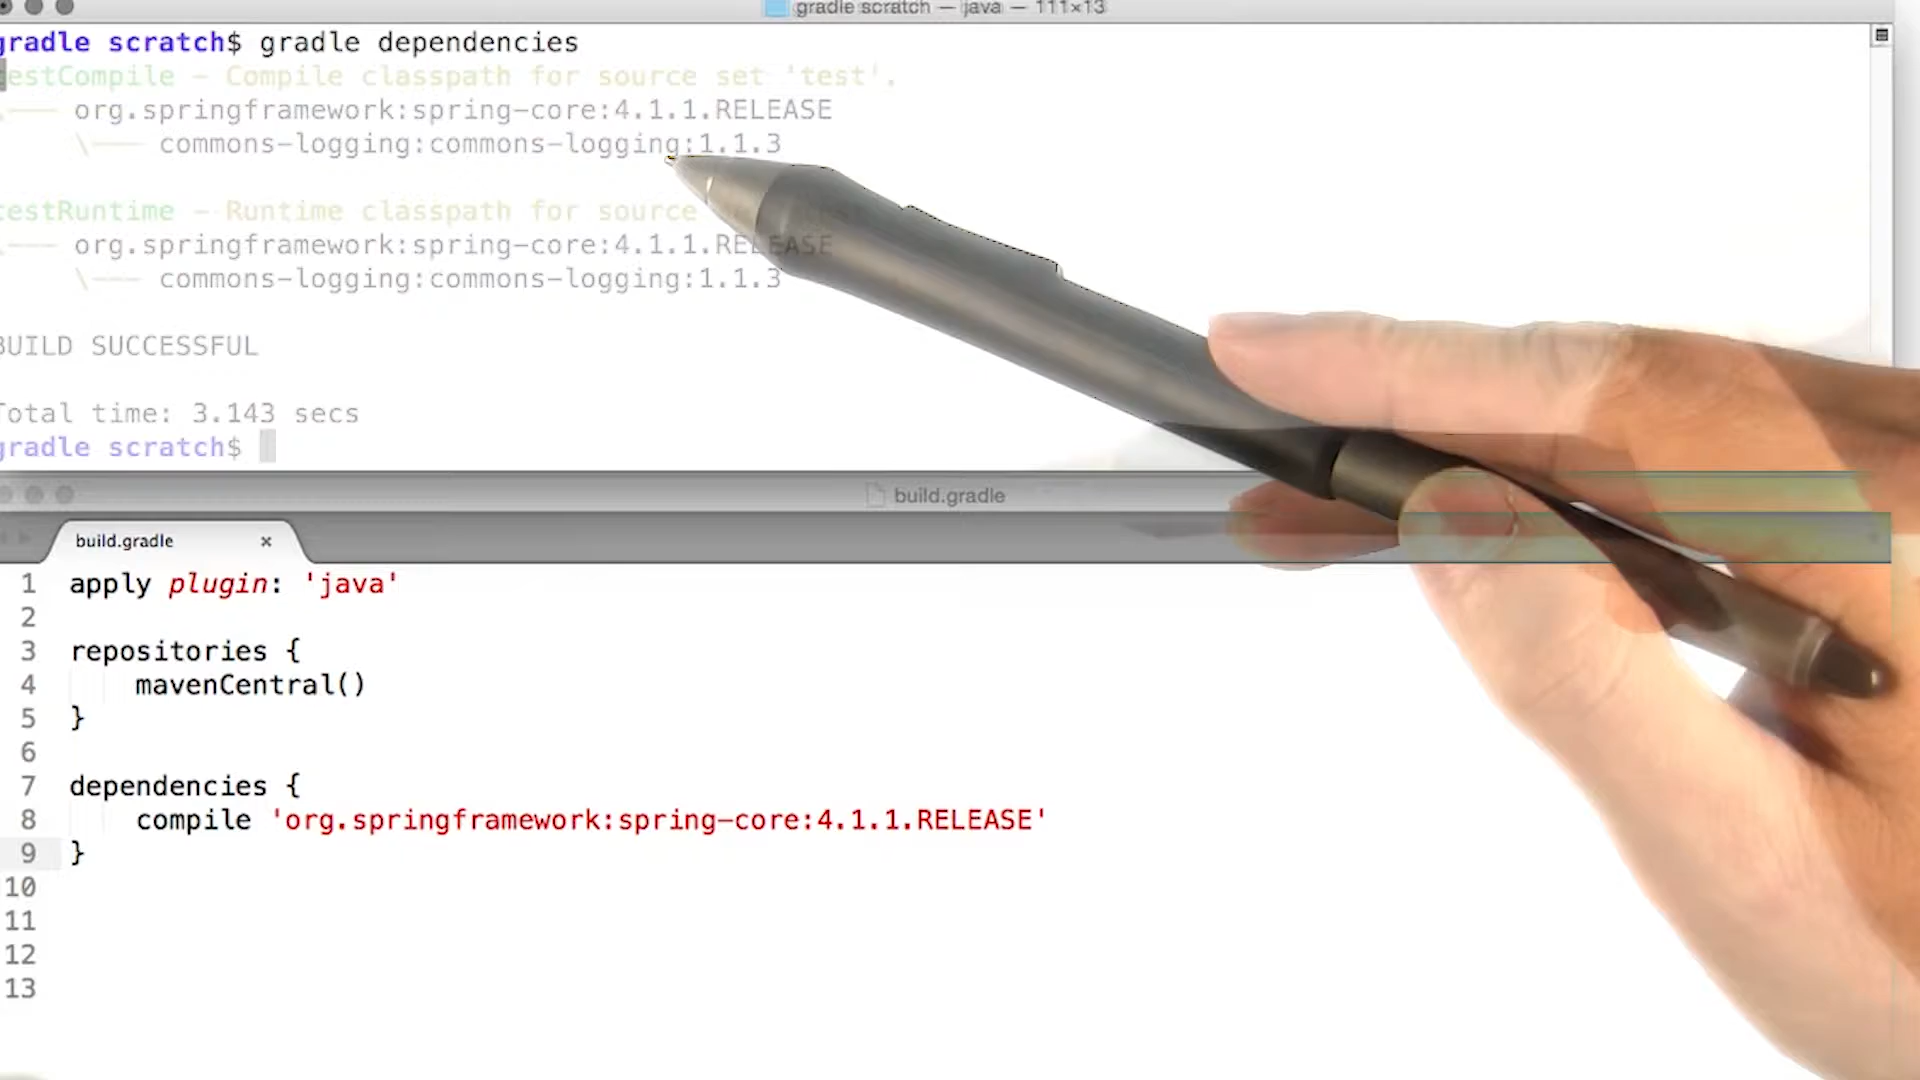 gradle scratch — java — 111×13
gradle scratch$ gradle dependencies
testCompile - Compile classpath for source set 'test'.
--- org.springframework:spring-core:4.1.1.RELEASE
\--- commons-logging:commons-logging:1.1.3
testRuntime - Runtime classpath for source
--- org.springframework:spring-core:4.1.1.RELEASE
\--- commons-logging:commons-logging:1.1.3
BUILD SUCCESSFUL
Total time: 3.143 secs
gradle scratch$
build.gradle
build.gradle ×
1 apply plugin: 'java'
2
3 repositories {
4 mavenCentral()
5 }
6
7 dependencies {
8 compile 'org.springframework:spring-core:4.1.1.RELEASE'
9 }
10
11
12
13